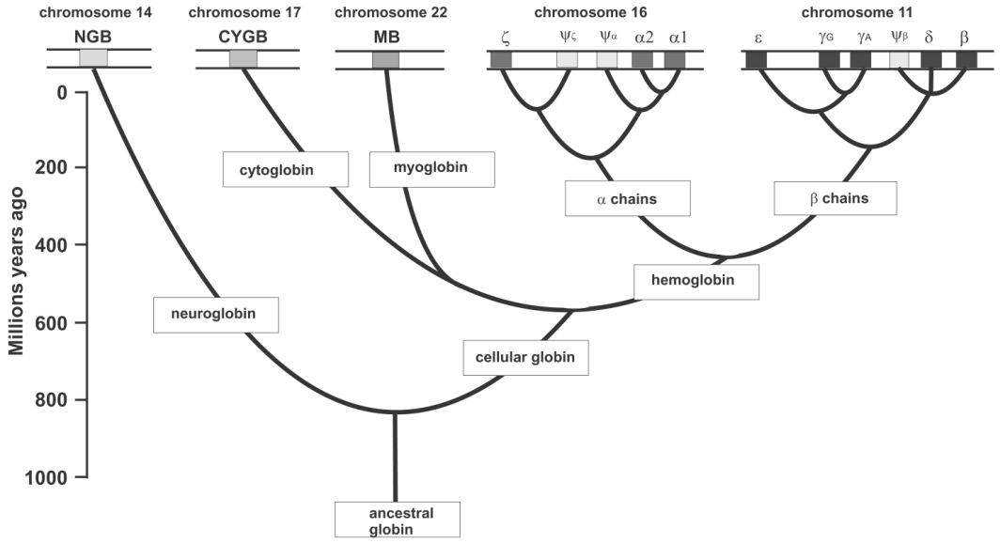 chromosome 14 chromosome 17 chromosome 22 chromosome 16 chromosome 11
NGB CYGB MB ζ ψζ ψα α2 α1 ε γG γA ψβ δ β
0
200
400
600
800
1000
Millions years ago
cytoglobin
myoglobin
α chains
β chains
hemoglobin
neuroglobin
cellular globin
ancestral
globin